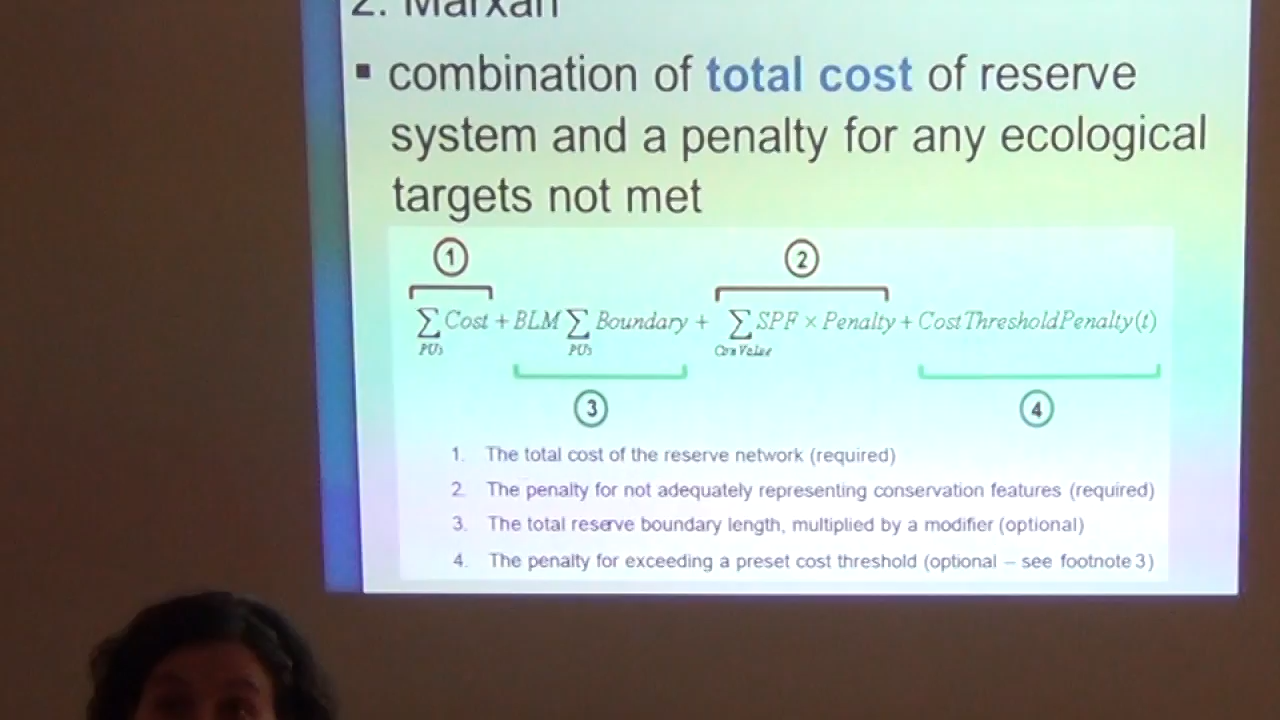 2. Marxan
▪ combination of total cost of reserve
system and a penalty for any ecological
targets not met
1 2
∑ Cost + BLM ∑ Boundary + ∑ SPF × Penalty + CostThresholdPenalty(t)
PUs PUs ConValue
3 4
1. The total cost of the reserve network (required)
2. The penalty for not adequately representing conservation features (required)
3. The total reserve boundary length, multiplied by a modifier (optional)
4. The penalty for exceeding a preset cost threshold (optional – see footnote 3)